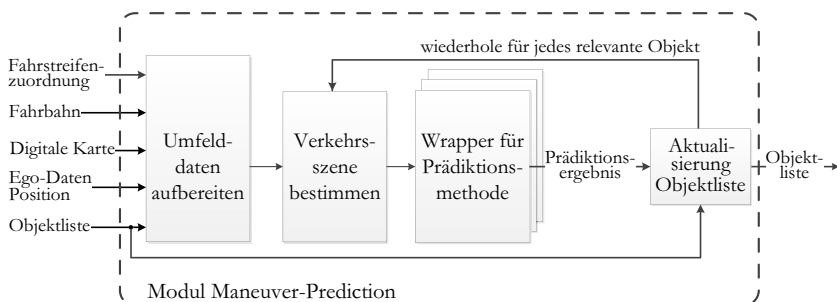 wiederhole für jedes relevante Objekt
Fahrstreifen-
zuordnung
Fahrbahn
Digitale Karte
Ego-Daten
Position
Objektliste
Umfeld-
daten
aufbereiten
Verkehrs-
szene
bestimmen
Wrapper für
Prädiktions-
methode
Prädiktions-
ergebnis
Aktuali-
sierung
Objektliste
Objekt-
liste
Modul Maneuver-Prediction